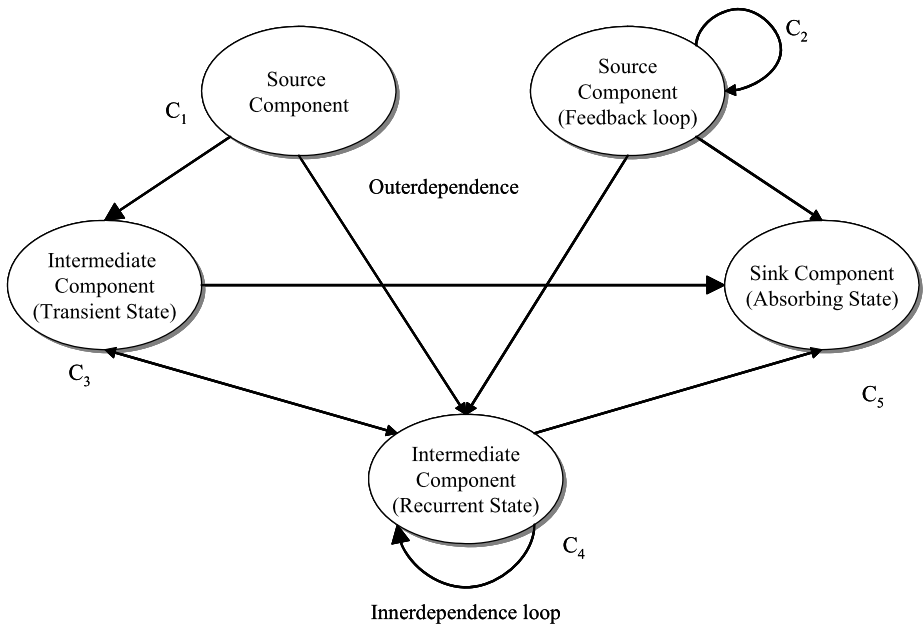 C2
Source
Component
Source
Component
(Feedback loop)
C1
Outerdependence
Intermediate
Component
(Transient State)
Sink Component
(Absorbing State)
C3
C5
Intermediate
Component
(Recurrent State)
C4
Innerdependence loop